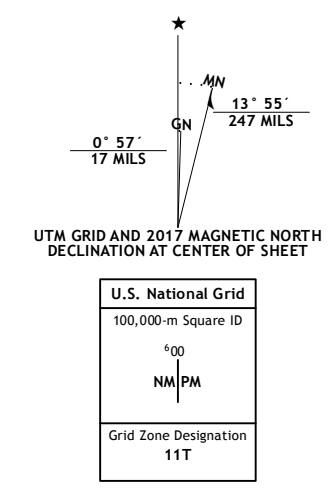 ★
MN
13° 55´
247 MILS
GN
0° 57´
17 MILS
UTM GRID AND 2017 MAGNETIC NORTH
DECLINATION AT CENTER OF SHEET
U.S. National Grid
100,000-m Square ID
⁶00
NM PM
Grid Zone Designation
11T